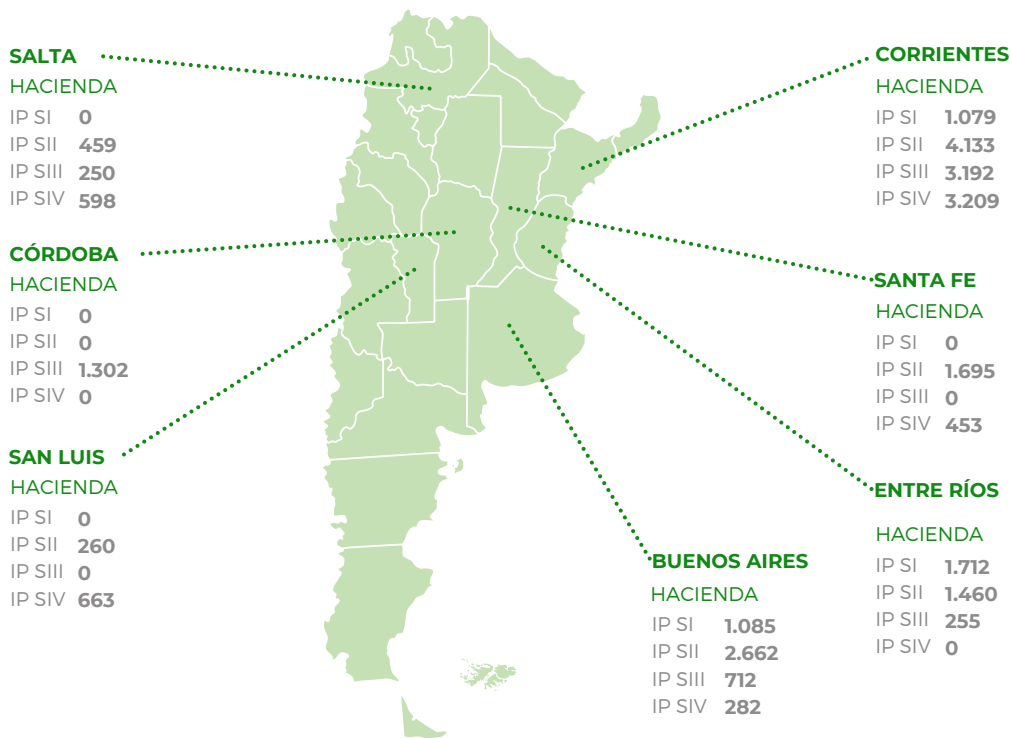 SALTA
HACIENDA
IP SI 0
IP SII 459
IP SIII 250
IP SIV 598
CÓRDOBA
HACIENDA
IP SI 0
IP SII 0
IP SIII 1.302
IP SIV 0
SAN LUIS
HACIENDA
IP SI 0
IP SII 260
IP SIII 0
IP SIV 663
CORRIENTES
HACIENDA
IP SI 1.079
IP SII 4.133
IP SIII 3.192
IP SIV 3.209
SANTA FE
HACIENDA
IP SI 0
IP SII 1.695
IP SIII 0
IP SIV 453
ENTRE RÍOS
HACIENDA
IP SI 1.712
IP SII 1.460
IP SIII 255
IP SIV 0
BUENOS AIRES
HACIENDA
IP SI 1.085
IP SII 2.662
IP SIII 712
IP SIV 282